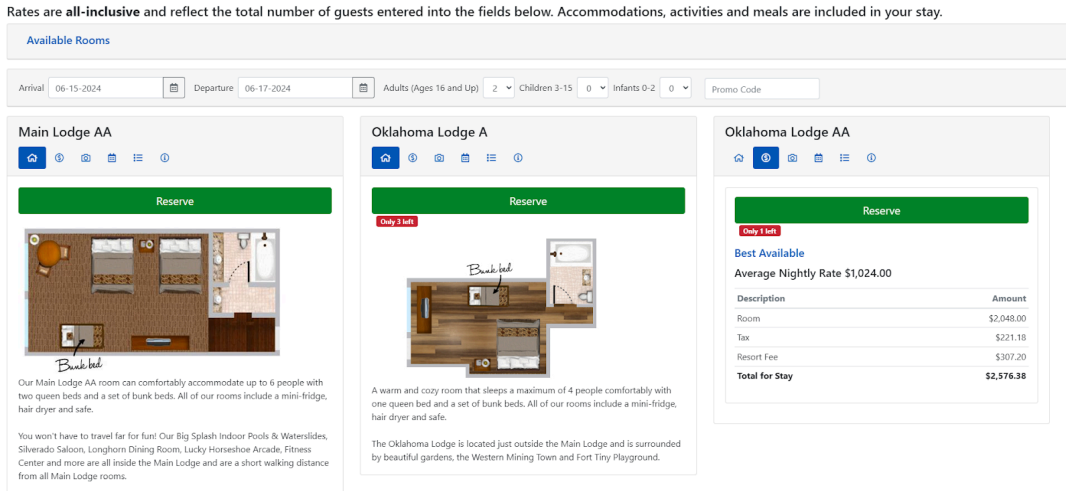 Rates are all-inclusive and reflect the total number of guests entered into the fields below. Accommodations, activities and meals are included in your stay.
Available Rooms
Arrival 06-15-2024 Departure 06-17-2024 Adults (Ages 16 and Up) 2 Children 3-15 0 Infants 0-2 0 Promo Code
Main Lodge AA
Reserve
Bunk bed
Our Main Lodge AA room can comfortably accommodate up to 6 people with
two queen beds and a set of bunk beds. All of our rooms include a mini-fridge,
hair dryer and safe.
You won't have to travel far for fun! Our Big Splash Indoor Pools & Waterslides,
Silverado Saloon, Longhorn Dining Room, Lucky Horseshoe Arcade, Fitness
Center and more are all inside the Main Lodge and are a short walking distance
from all Main Lodge rooms.
Oklahoma Lodge A
Reserve
Only 3 left
Bunk bed
A warm and cozy room that sleeps a maximum of 4 people comfortably with
one queen bed and a set of bunk beds. All of our rooms include a mini-fridge,
hair dryer and safe.
The Oklahoma Lodge is located just outside the Main Lodge and is surrounded
by beautiful gardens, the Western Mining Town and Fort Tiny Playground.
Oklahoma Lodge AA
Reserve
Only 1 left
Best Available
Average Nightly Rate $1,024.00
Description Amount
Room $2,048.00
Tax $221.18
Resort Fee $307.20
Total for Stay $2,576.38